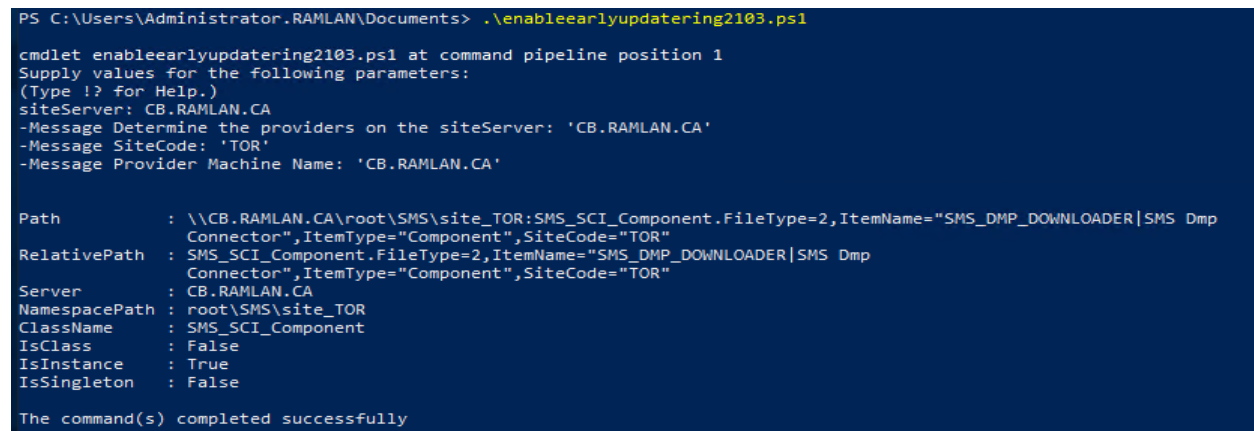 PS C:\Users\Administrator.RAMLAN\Documents> .\enableearlyupdatering2103.ps1
cmdlet enableearlyupdatering2103.ps1 at command pipeline position 1
Supply values for the following parameters:
(Type !? for Help.)
siteServer: CB.RAMLAN.CA
-Message Determine the providers on the siteServer: 'CB.RAMLAN.CA'
-Message SiteCode: 'TOR'
-Message Provider Machine Name: 'CB.RAMLAN.CA'
Path          : \\CB.RAMLAN.CA\root\SMS\site_TOR:SMS_SCI_Component.FileType=2,ItemName="SMS_DMP_DOWNLOADER|SMS Dmp
                Connector",ItemType="Component",SiteCode="TOR"
RelativePath  : SMS_SCI_Component.FileType=2,ItemName="SMS_DMP_DOWNLOADER|SMS Dmp
                Connector",ItemType="Component",SiteCode="TOR"
Server        : CB.RAMLAN.CA
NamespacePath : root\SMS\site_TOR
ClassName     : SMS_SCI_Component
IsClass       : False
IsInstance    : True
IsSingleton   : False
The command(s) completed successfully